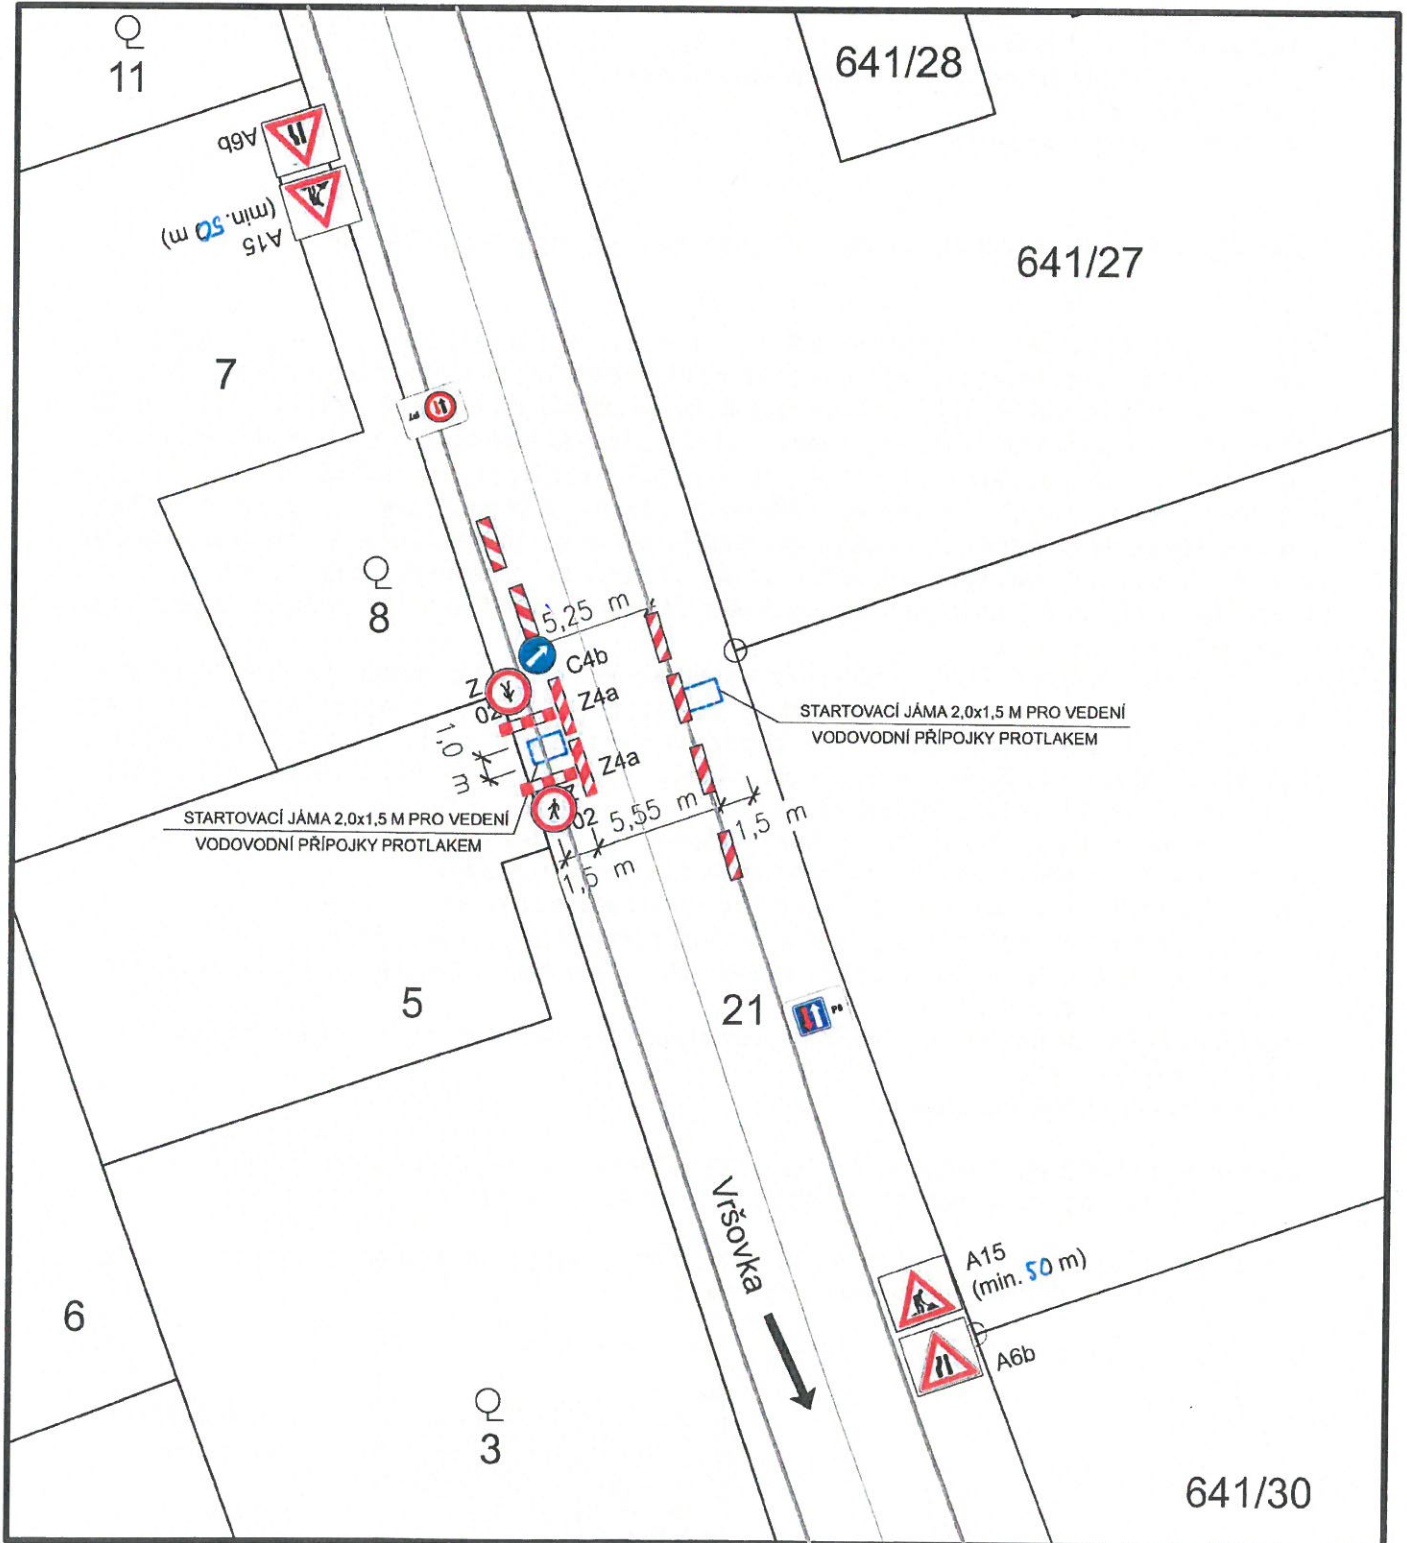 11
641/28
A6b
A15
(min. 50 m)
641/27
7
P7
8
5,25 m
C4b
Z
02
Z4a
1,0 m
Z4a
STARTOVACÍ JÁMA 2,0x1,5 M PRO VEDENÍ
VODOVODNÍ PŘÍPOJKY PROTLAKEM
STARTOVACÍ JÁMA 2,0x1,5 M PRO VEDENÍ
VODOVODNÍ PŘÍPOJKY PROTLAKEM
02
5,55 m
1,5 m
1,5 m
5
21
P8
Vršovka
A15
(min. 50 m)
A6b
6
3
641/30